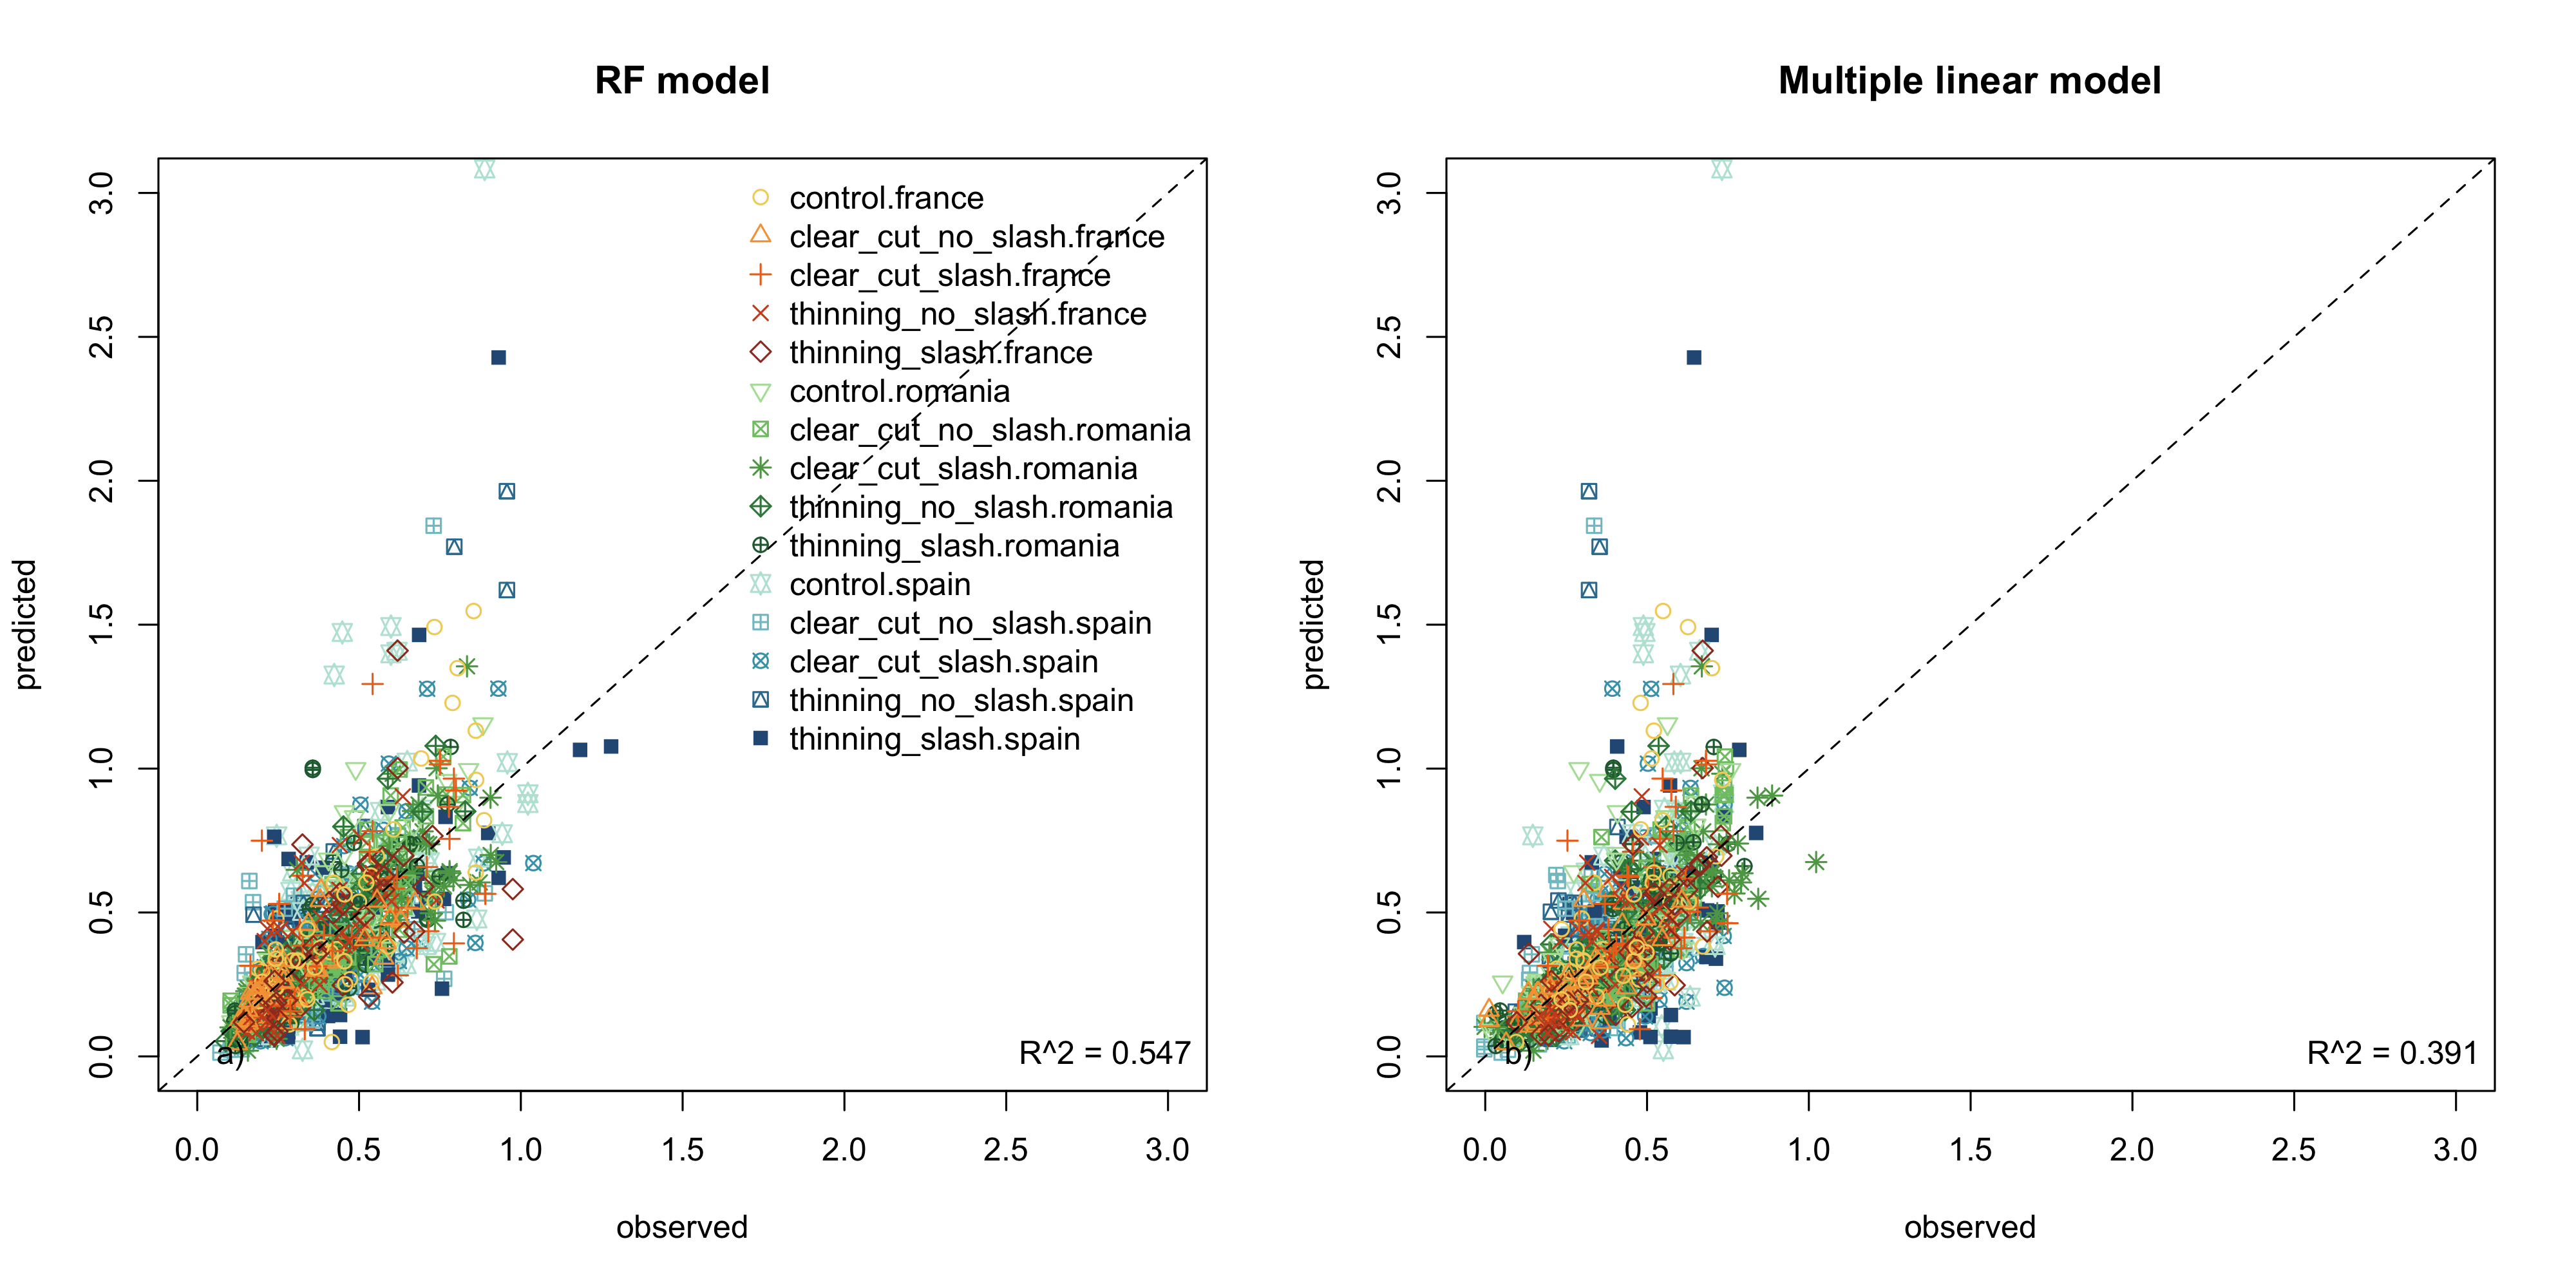 RF model
predicted
3.0
2.5
2.0
1.5
1.0
0.5
0.0
control.france
clear_cut_no_slash.france
clear_cut_slash.france
thinning_no_slash.france
thinning_slash.france
control.romania
clear_cut_no_slash.romania
clear_cut_slash.romania
thinning_no_slash.romania
thinning_slash.romania
control.spain
clear_cut_no_slash.spain
clear_cut_slash.spain
thinning_no_slash.spain
thinning_slash.spain
a)
R^2 = 0.547
0.0 0.5 1.0 1.5 2.0 2.5 3.0
observed
Multiple linear model
predicted
3.0
2.5
2.0
1.5
1.0
0.5
0.0
b)
R^2 = 0.391
0.0 0.5 1.0 1.5 2.0 2.5 3.0
observed